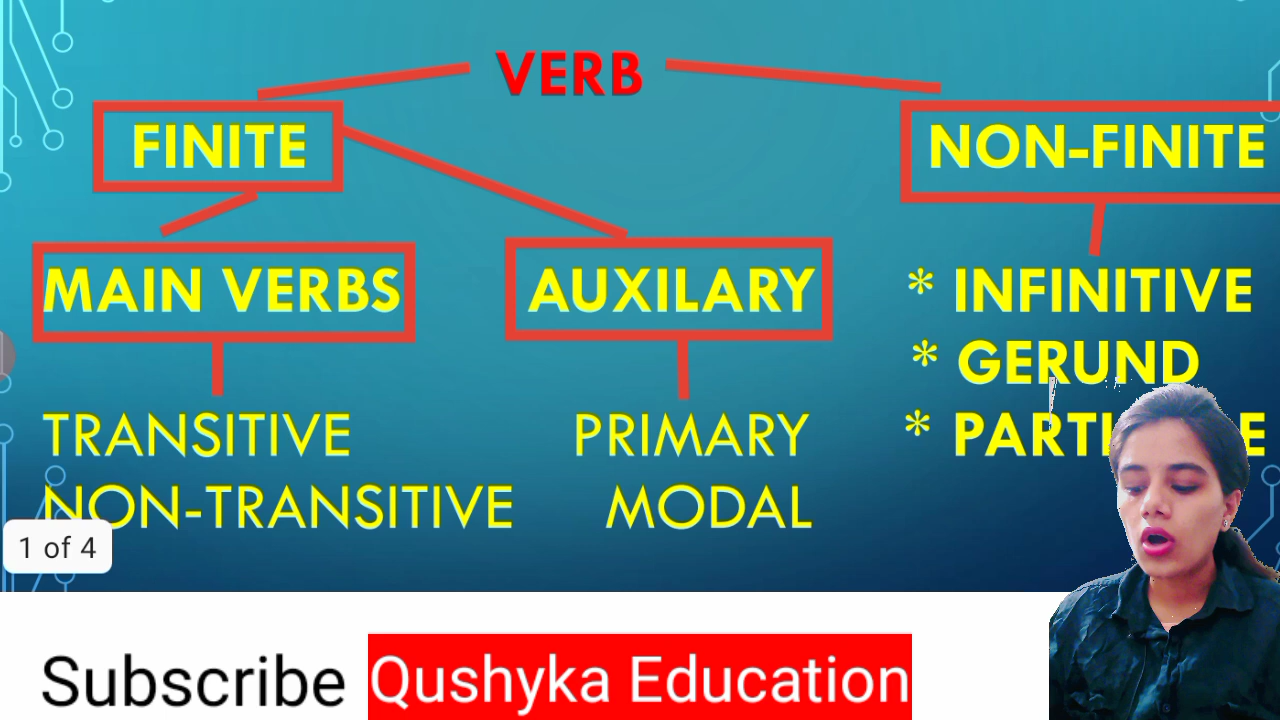 VERB
FINITE
NON-FINITE
MAIN VERBS
AUXILARY
* INFINITIVE
* GERUND
*
TRANSITIVE
PRIMARY
NON-TRANSITIVE
MODAL
1 of 4
Subscribe Qushyka Education